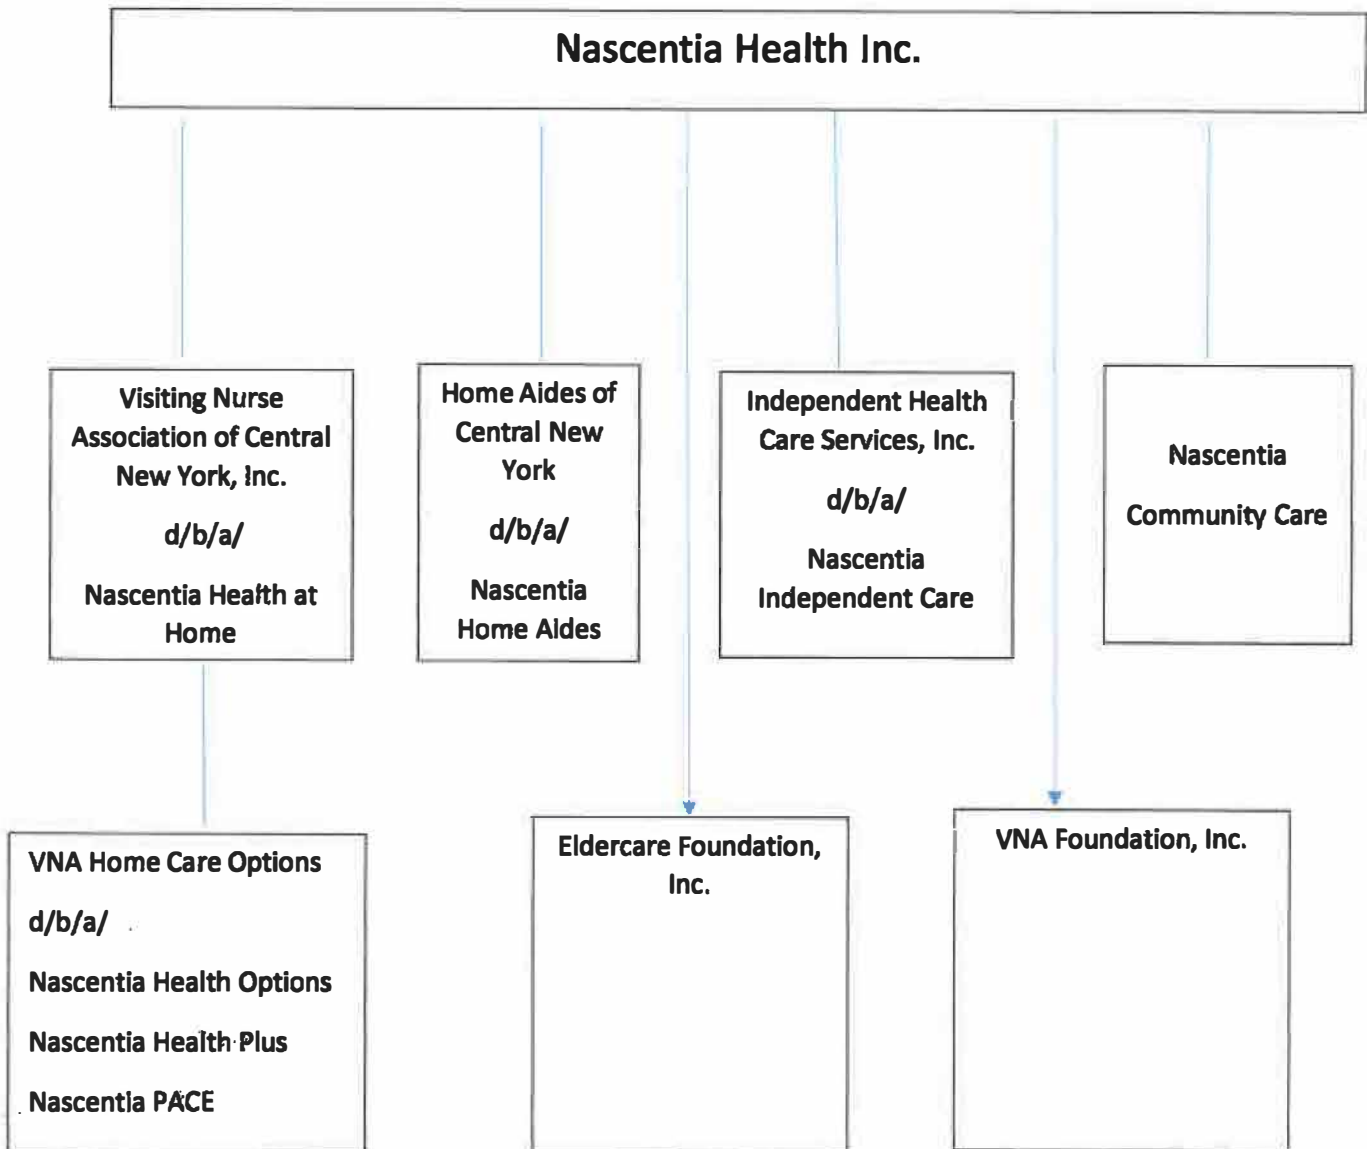 Nascentia Health Inc.
Visiting Nurse
Association of Central
New York, Inc.
d/b/a/
Nascentia Health at
Home
Home Aides of
Central New
York
d/b/a/
Nascentia
Home Aides
Independent Health
Care Services, Inc.
d/b/a/
Nascentia
Independent Care
Nascentia
Community Care
VNA Home Care Options
d/b/a/
Nascentia Health Options
Nascentia Health Plus
Nascentia PACE
Eldercare Foundation,
Inc.
VNA Foundation, Inc.